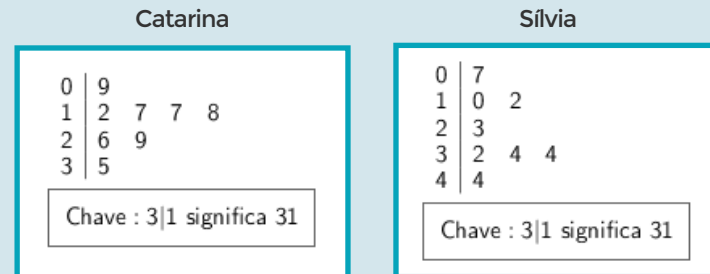 Catarina
0 | 9
1 | 2 7 7 8
2 | 6 9
3 | 5
Chave : 3|1 significa 31
Sílvia
0 | 7
1 | 0 2
2 | 3
3 | 2 4 4
4 | 4
Chave : 3|1 significa 31